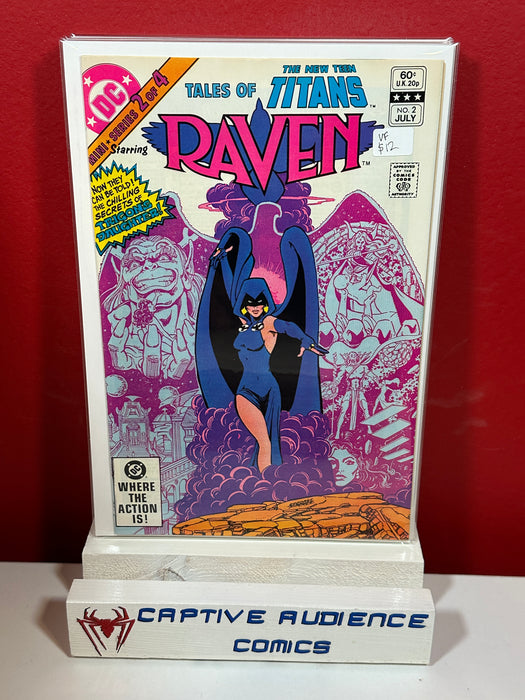 DC
MINI-SERIES 2 OF 4
TALES OF THE NEW TEEN TITANS™
60¢
U.K. 20p
NO. 2
JULY
Starring
RAVEN™
VF
$12
APPROVED
BY THE
COMICS
CODE
AUTHORITY
NOW THEY
CAN BE TOLD!
THE CHILLING
SECRETS OF
TRIGON'S
DAUGHTER!
DC
WHERE
THE
ACTION
IS!
CAPTIVE AUDIENCE
COMICS